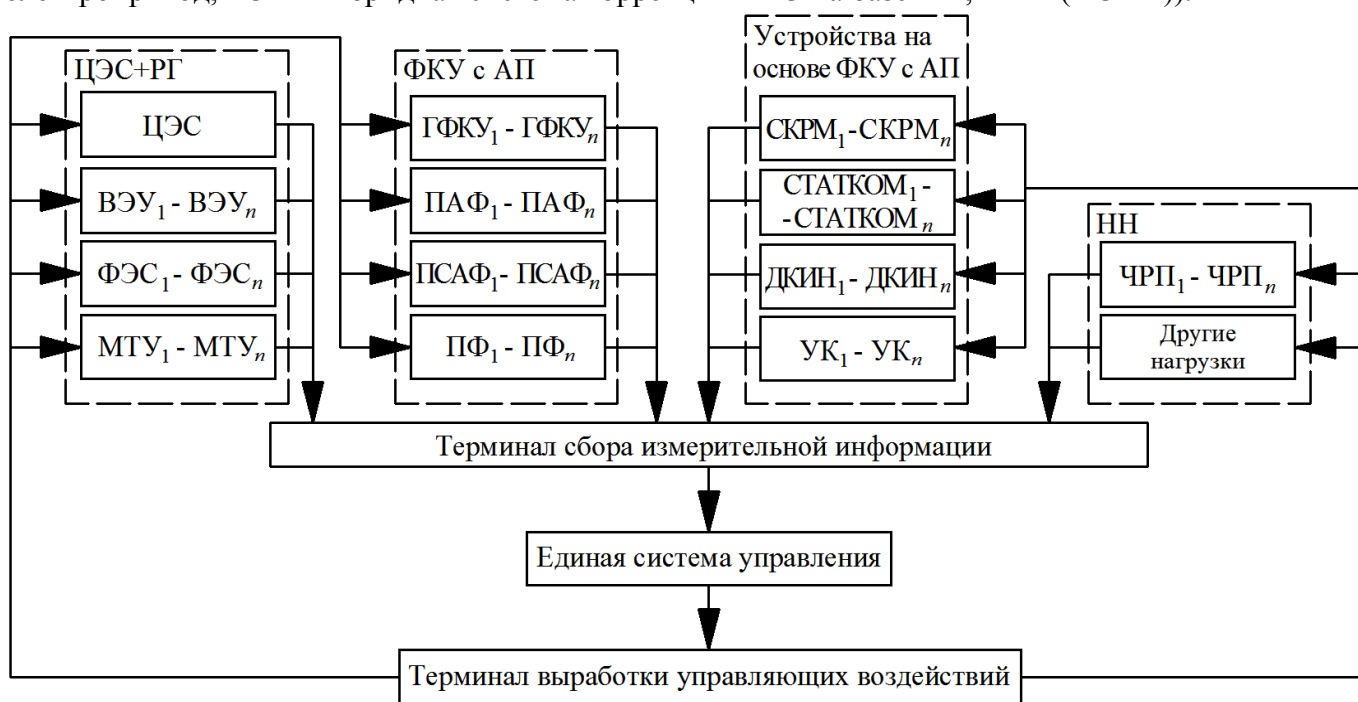 ЦЭС+РГ
ЦЭС
ВЭУ1 - ВЭУn
ФЭС1 - ФЭСn
МТУ1 - МТУn
ФКУ с АП
ГФКУ1 - ГФКУn
ПАФ1 - ПАФn
ПСАФ1 - ПСАФn
ПФ1 - ПФn
Устройства на
основе ФКУ с АП
СКРМ1-СКРМn
СТАТКОМ1-
-СТАТКОМn
ДКИН1- ДКИНn
УК1 - УКn
НН
ЧРП1 - ЧРПn
Другие
нагрузки
Терминал сбора измерительной информации
Единая система управления
Терминал выработки управляющих воздействий